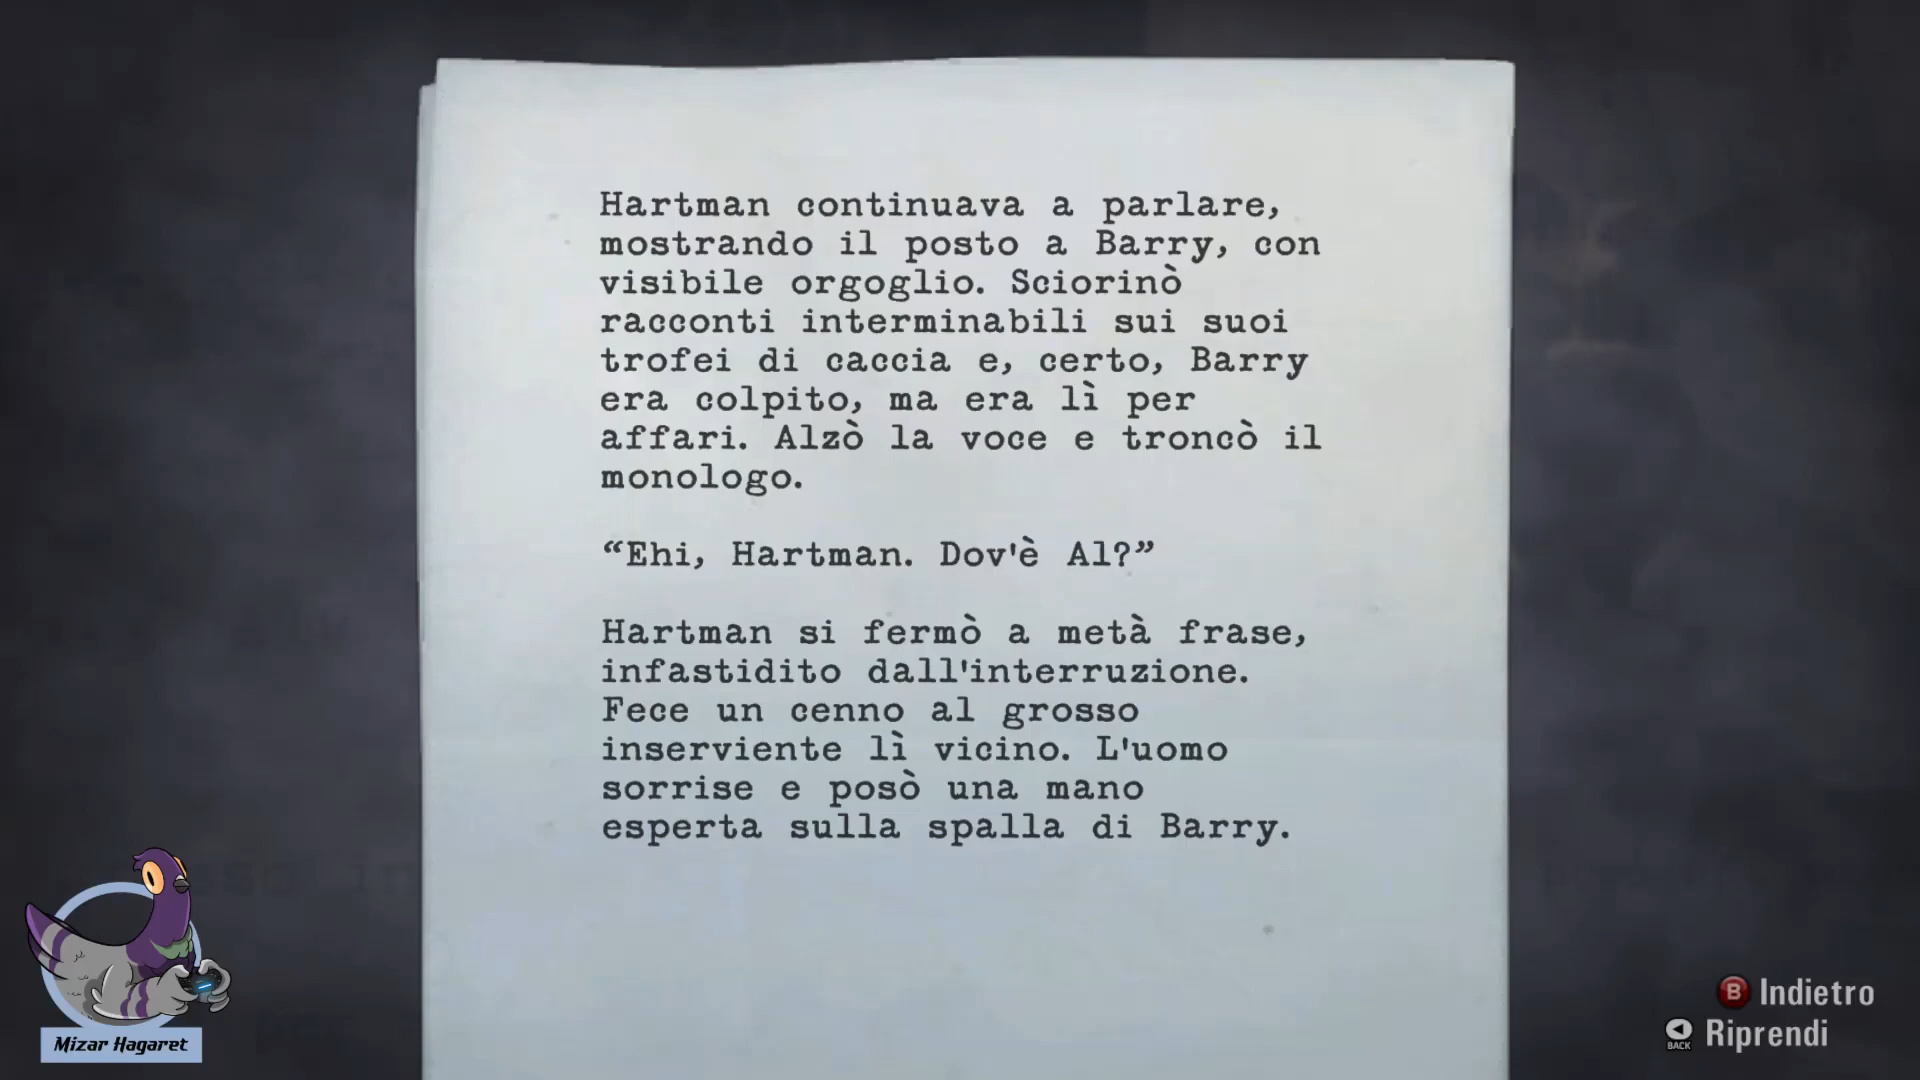 Hartman continuava a parlare,
mostrando il posto a Barry, con
visibile orgoglio. Sciorinò
racconti interminabili sui suoi
trofei di caccia e, certo, Barry
era colpito, ma era lì per
affari. Alzò la voce e troncò il
monologo.
“Ehi, Hartman. Dov'è Al?”
Hartman si fermò a metà frase,
infastidito dall'interruzione.
Fece un cenno al grosso
inserviente lì vicino. L'uomo
sorrise e posò una mano
esperta sulla spalla di Barry.
Mizar Hagaret
B Indietro
BACK Riprendi